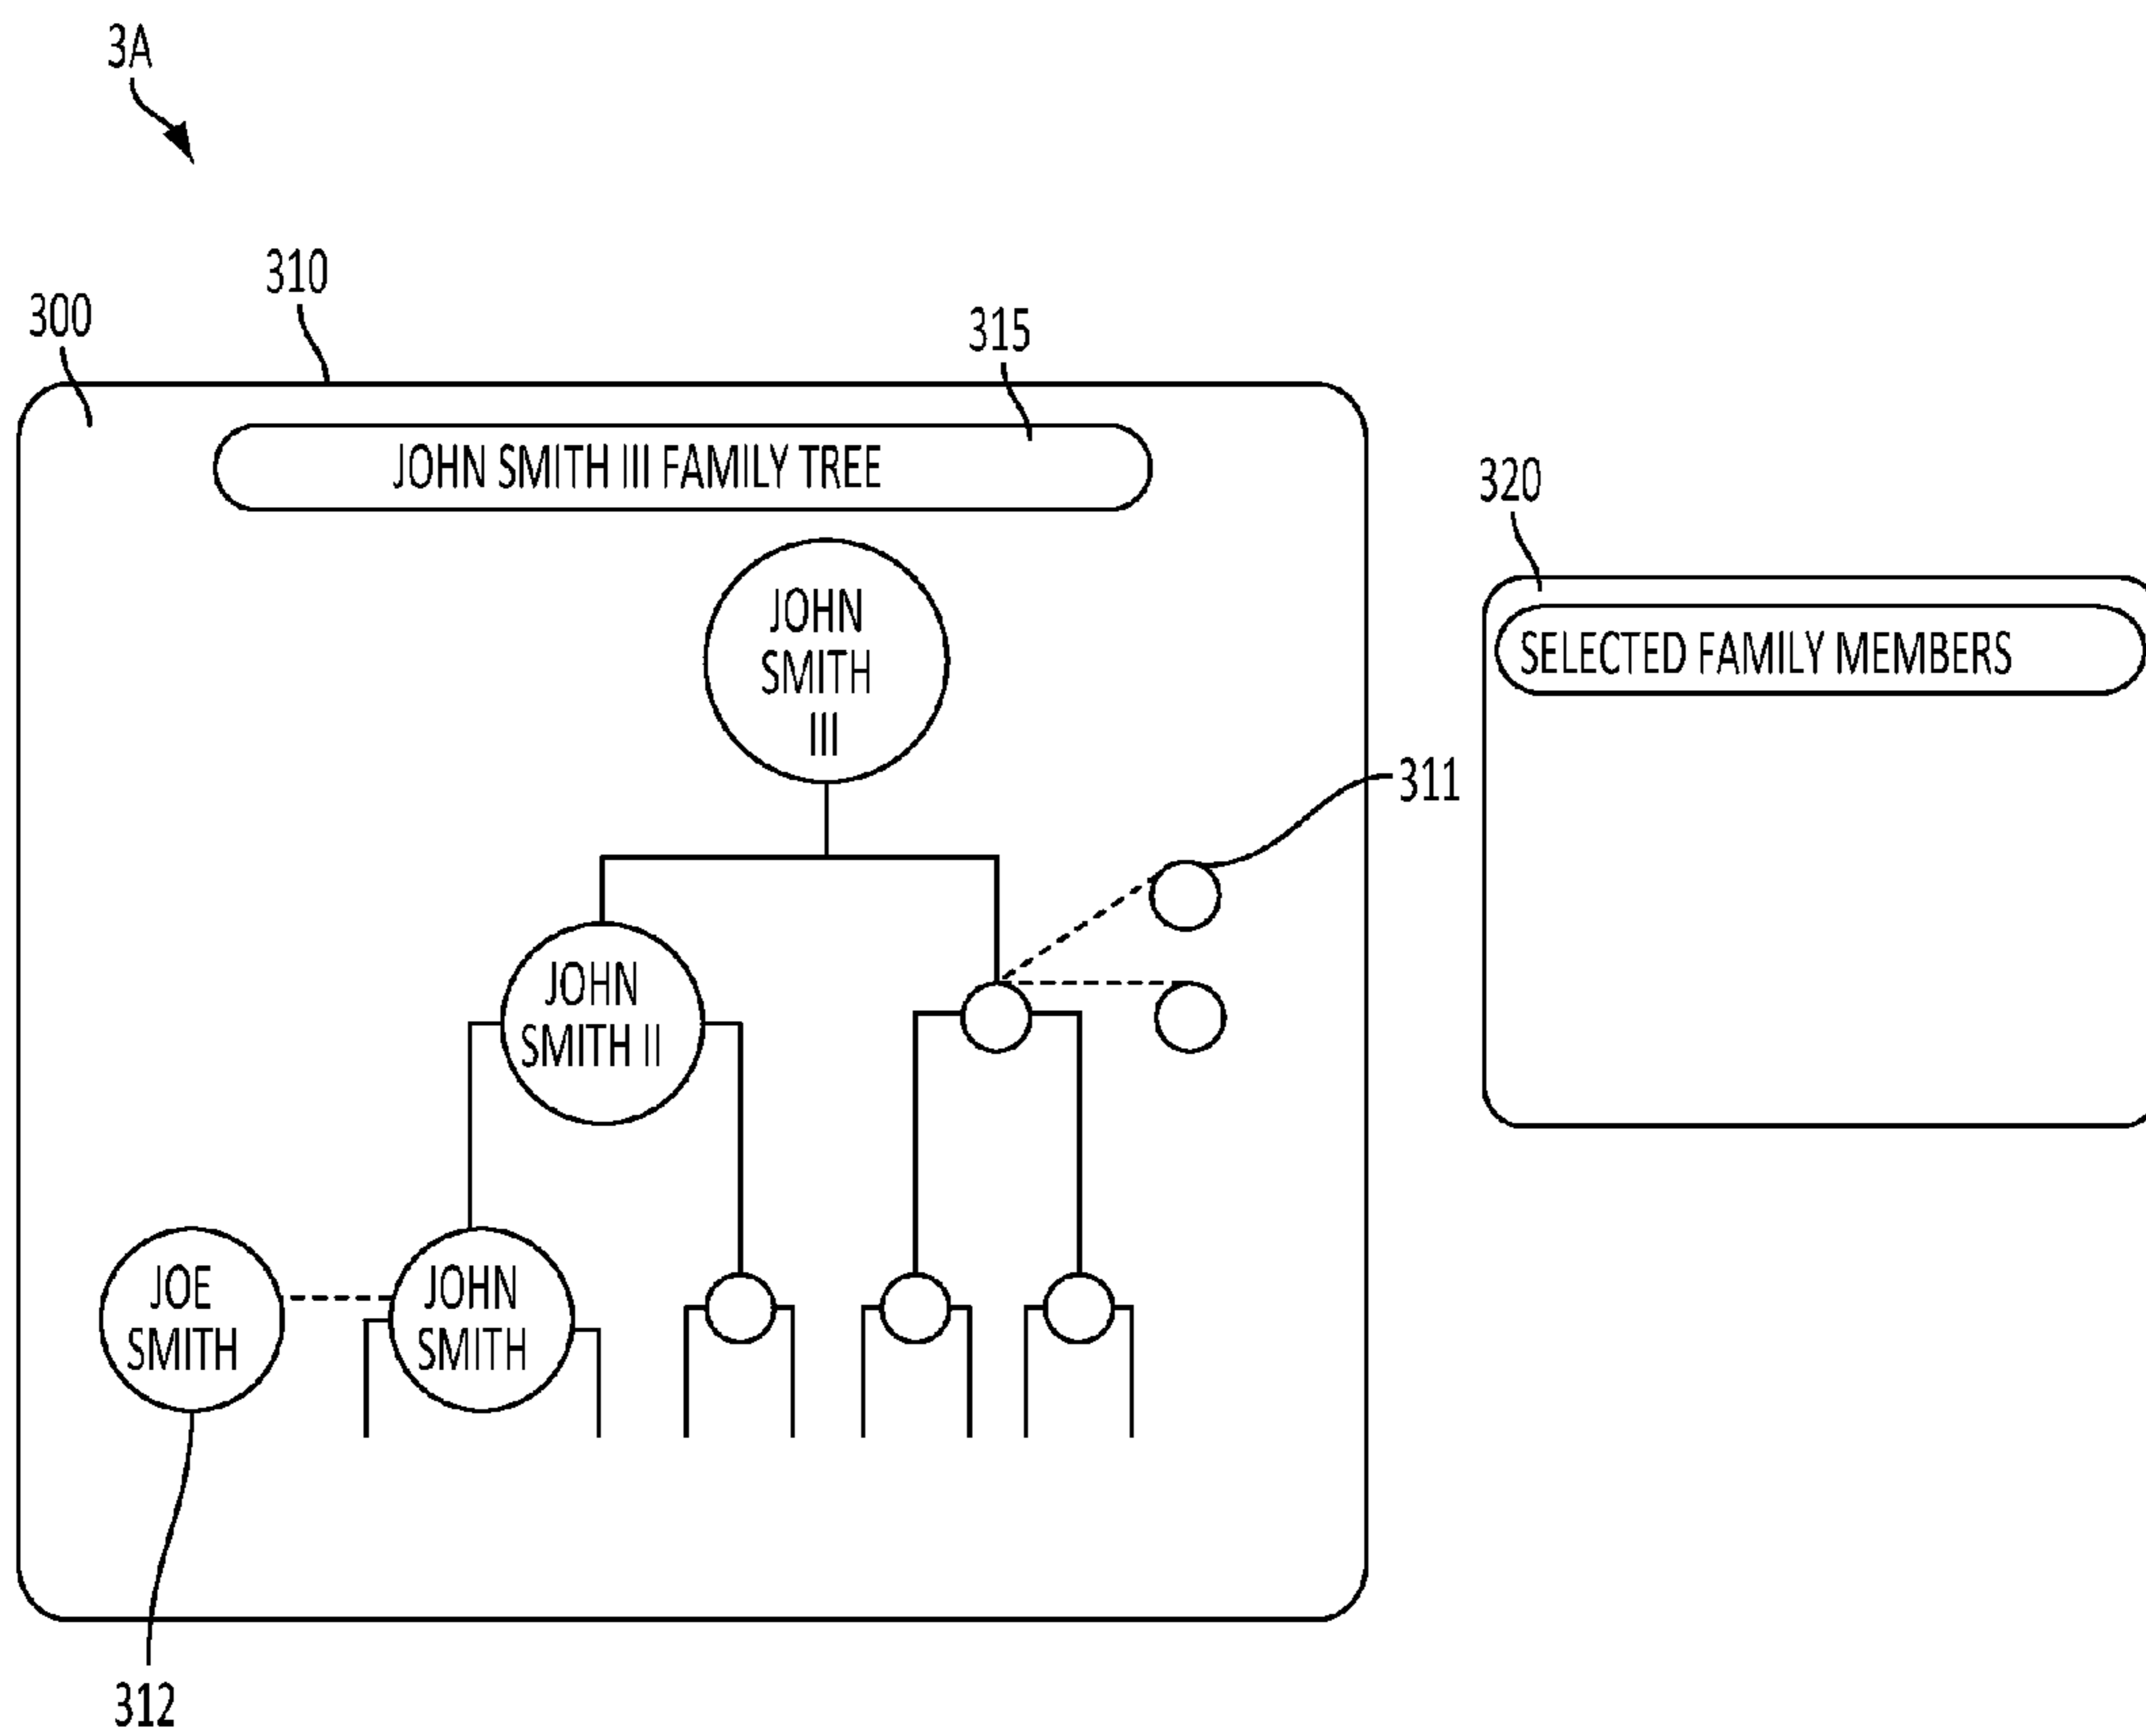 3A
310
300
315
JOHN SMITH III FAMILY TREE
320
JOHN
SMITH
III
SELECTED FAMILY MEMBERS
311
JOHN
SMITH II
JOE
SMITH
JOHN
SMITH
312